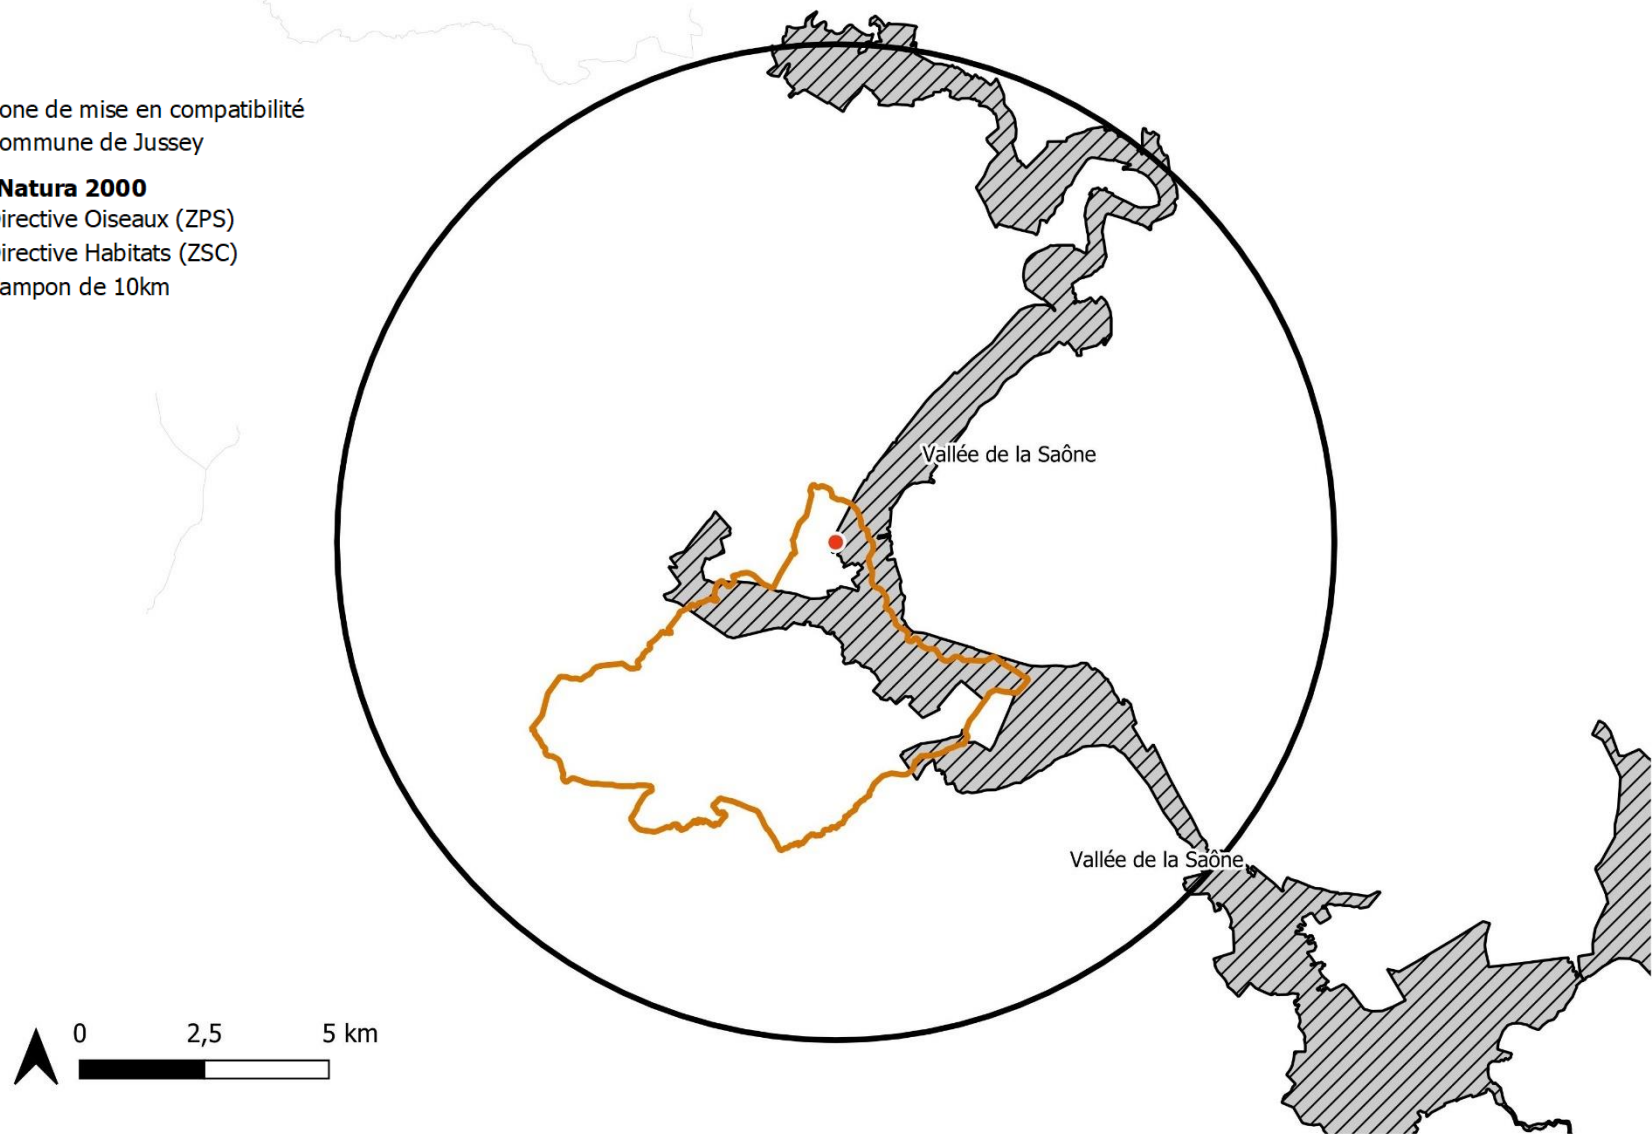 one de mise en compatibilité
ommune de Jussey
Natura 2000
irective Oiseaux (ZPS)
irective Habitats (ZSC)
ampon de 10km
Vallée de la Saône
Vallée de la Saône
0 2,5 5 km